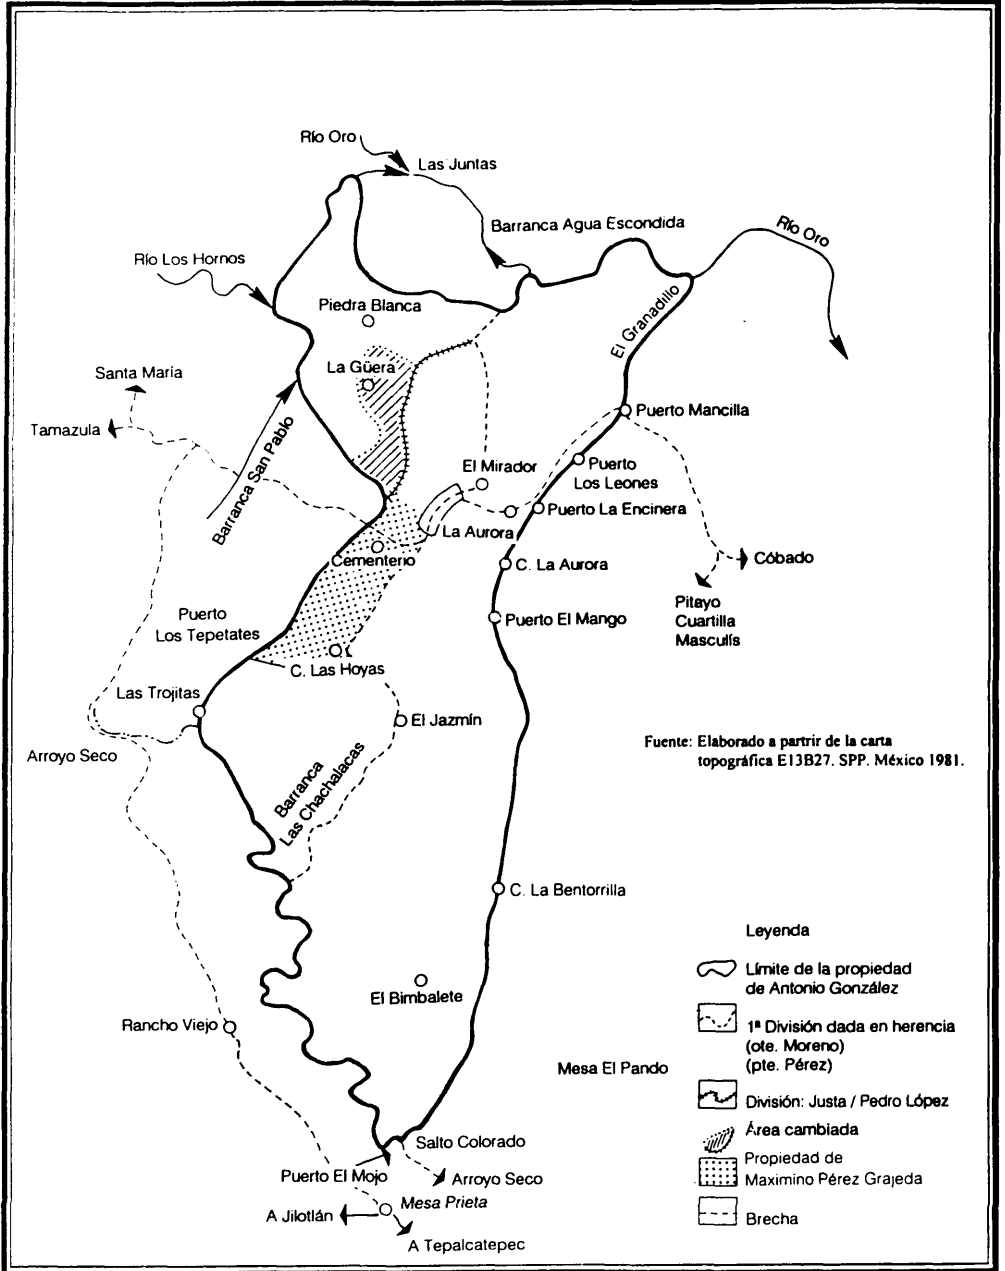 Río Oro
Las Juntas
Barranca Agua Escondida
Río Oro
Río Los Hornos
Piedra Blanca
El Granadillo
La Güera
Santa María
Tamazula
Puerto Mancilla
Barranca San Pablo
El Mirador
Puerto
Los Leones
Puerto La Encinera
La Aurora
Cementerio
C. La Aurora
Cóbado
Pitayo
Cuartilla
Masculís
Puerto
Los Tepetates
Puerto El Mango
C. Las Hoyas
Las Trojitas
El Jazmín
Arroyo Seco
Fuente: Elaborado a partrir de la carta
topográfica E13B27. SPP. México 1981.
Barranca
Las Chachalacas
C. La Bentorrilla
Leyenda
Límite de la propiedad
de Antonio González
El Bimbalete
1ª División dada en herencia
(ote. Moreno)
(pte. Pérez)
Rancho Viejo
Mesa El Pando
División: Justa / Pedro López
Área cambiada
Salto Colorado
Propiedad de
Maximino Pérez Grajeda
Puerto El Mojo
Arroyo Seco
Mesa Prieta
A Jilotlán
Brecha
A Tepalcatepec